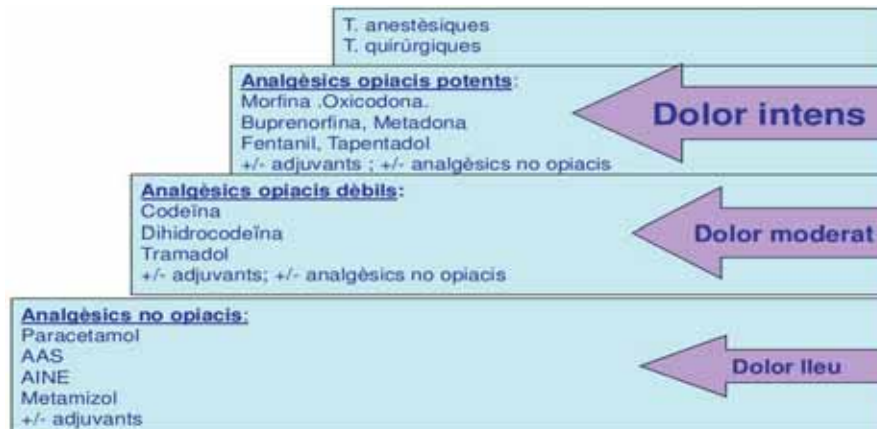 T. anestèsiques
T. quirúrgiques
Analgèsics opiacis potents:
Morfina .Oxicodona.
Buprenorfina, Metadona
Fentanil, Tapentadol
+/- adjuvants ; +/- analgèsics no opiacis
Dolor intens
Analgèsics opiacis dèbils:
Codeïna
Dihidrocodeïna
Tramadol
+/- adjuvants; +/- analgèsics no opiacis
Dolor moderat
Analgèsics no opiacis:
Paracetamol
AAS
AINE
Metamizol
+/- adjuvants
Dolor lleu